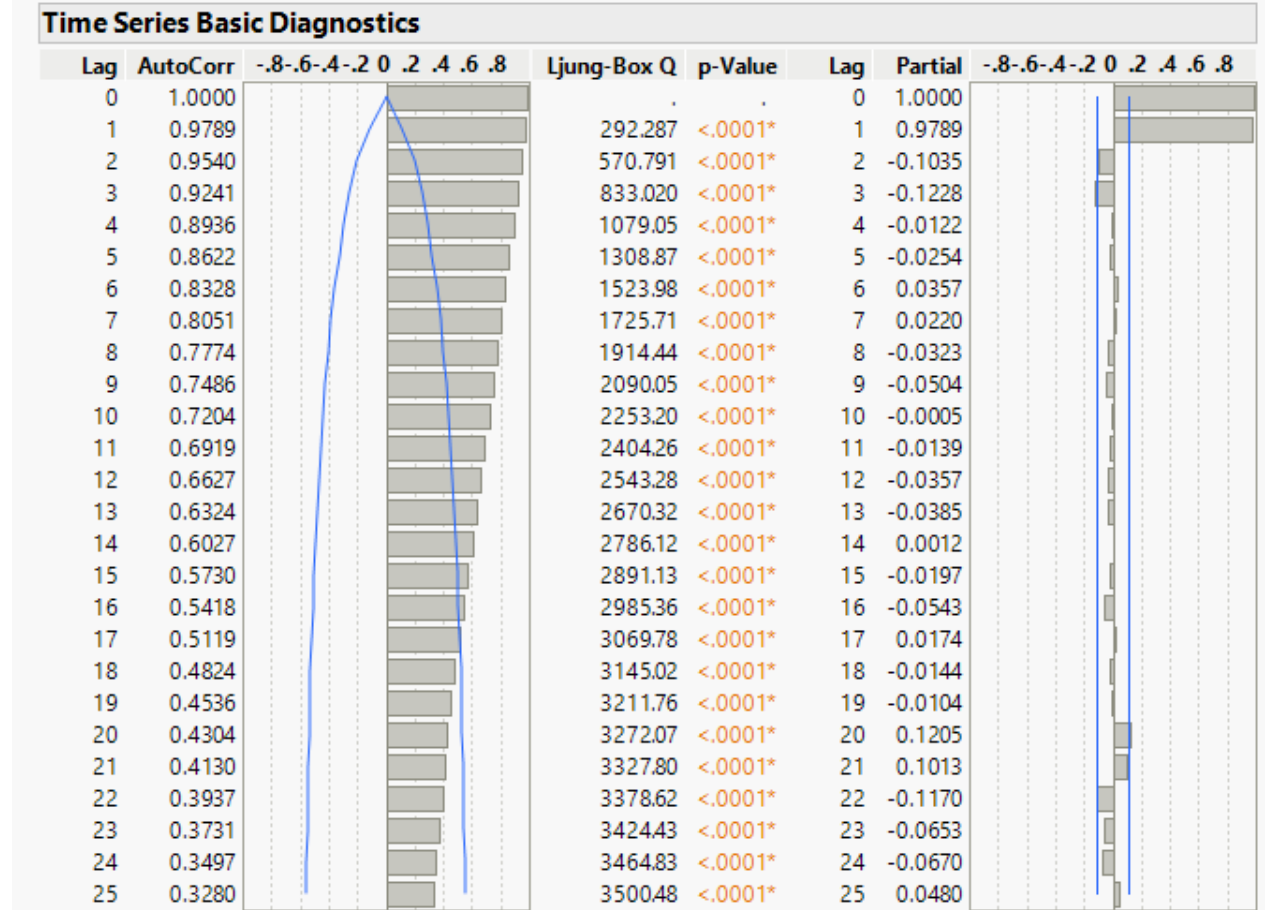 Time Series Basic Diagnostics
Lag AutoCorr -.8-.6-.4-.2 0 .2 .4 .6 .8 Ljung-Box Q p-Value Lag Partial -.8-.6-.4-.2 0 .2 .4 .6 .8
0 1.0000 . . 0 1.0000
1 0.9789 292.287 <.0001* 1 0.9789
2 0.9540 570.791 <.0001* 2 -0.1035
3 0.9241 833.020 <.0001* 3 -0.1228
4 0.8936 1079.05 <.0001* 4 -0.0122
5 0.8622 1308.87 <.0001* 5 -0.0254
6 0.8328 1523.98 <.0001* 6 0.0357
7 0.8051 1725.71 <.0001* 7 0.0220
8 0.7774 1914.44 <.0001* 8 -0.0323
9 0.7486 2090.05 <.0001* 9 -0.0504
10 0.7204 2253.20 <.0001* 10 -0.0005
11 0.6919 2404.26 <.0001* 11 -0.0139
12 0.6627 2543.28 <.0001* 12 -0.0357
13 0.6324 2670.32 <.0001* 13 -0.0385
14 0.6027 2786.12 <.0001* 14 0.0012
15 0.5730 2891.13 <.0001* 15 -0.0197
16 0.5418 2985.36 <.0001* 16 -0.0543
17 0.5119 3069.78 <.0001* 17 0.0174
18 0.4824 3145.02 <.0001* 18 -0.0144
19 0.4536 3211.76 <.0001* 19 -0.0104
20 0.4304 3272.07 <.0001* 20 0.1205
21 0.4130 3327.80 <.0001* 21 0.1013
22 0.3937 3378.62 <.0001* 22 -0.1170
23 0.3731 3424.43 <.0001* 23 -0.0653
24 0.3497 3464.83 <.0001* 24 -0.0670
25 0.3280 3500.48 <.0001* 25 0.0480